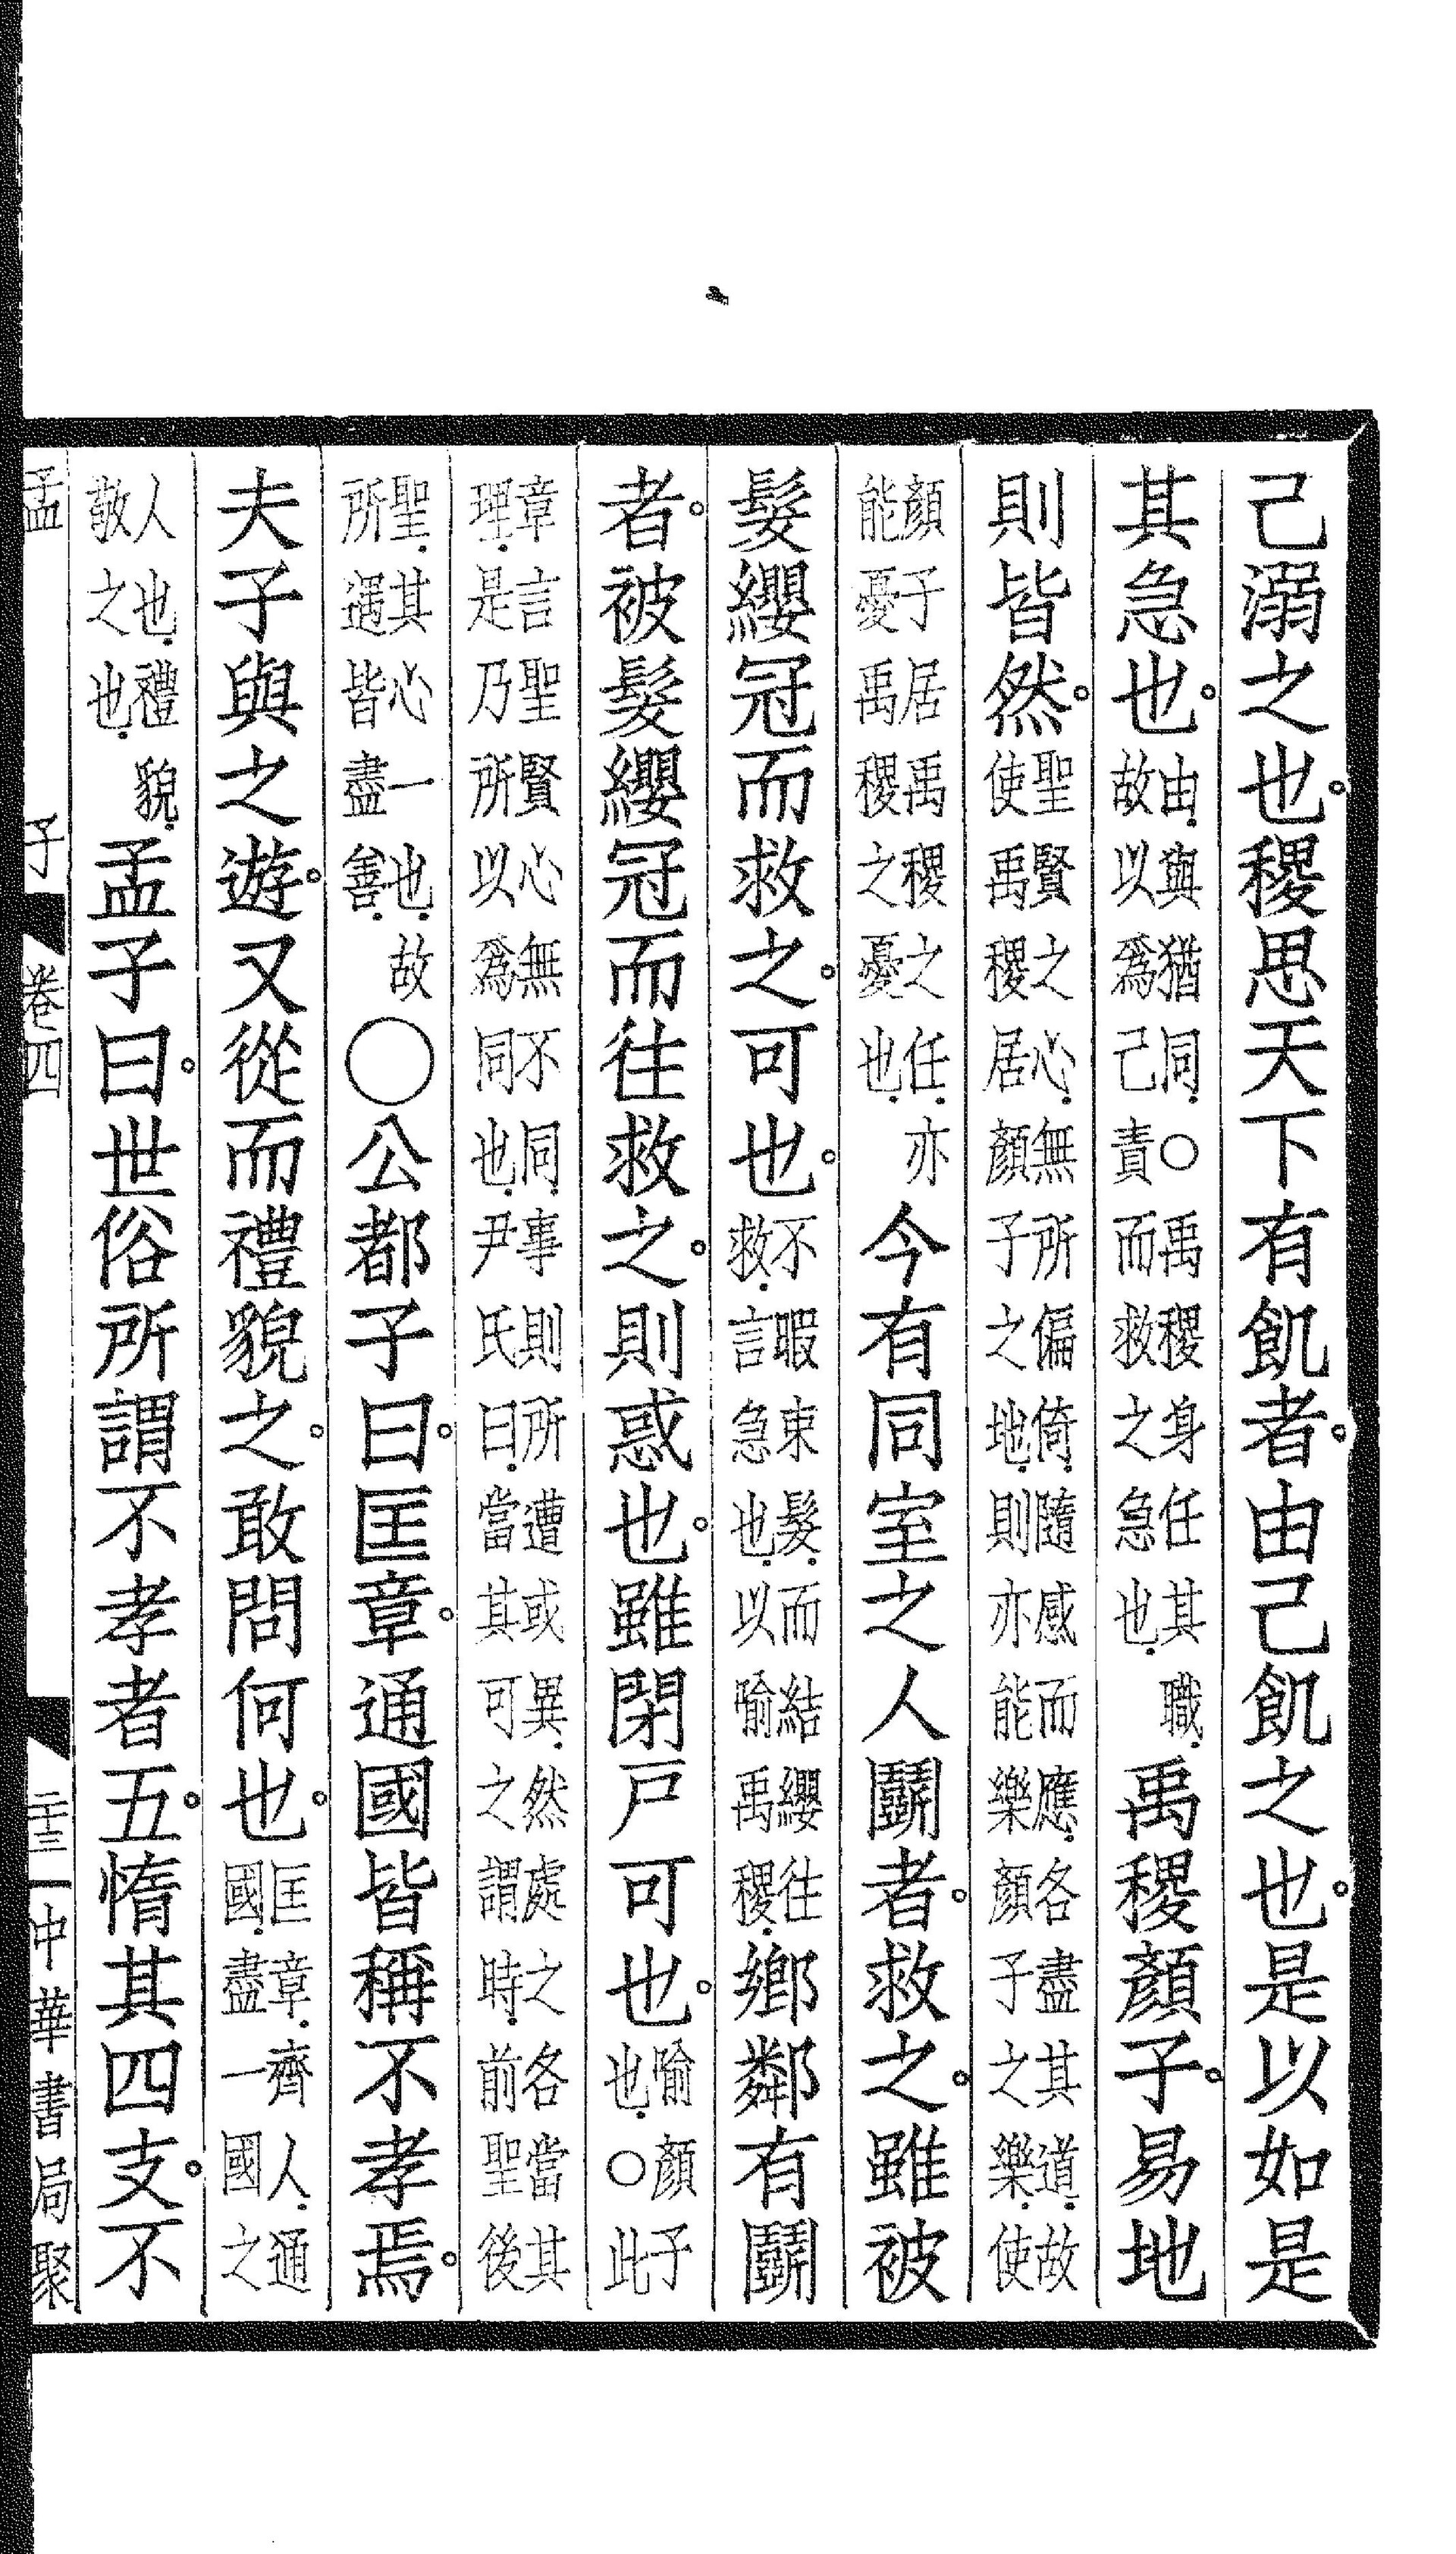 己溺之也。稷思天下有飢者。由己飢之也。是以如是
其急也。由。與猶同。○禹稷身任其職。故以爲己責而救之急也。禹稷顏子。易地
則皆然。聖賢之心。無所偏倚。隨感而應。各盡其道。故使禹稷居顏子之地。則亦能樂顏子之樂。使
顏子居禹稷之任。亦能憂禹稷之憂也。今有同室之人鬭者。救之。雖被
髮纓冠而救之。可也。不暇束髮。而結纓往救。言急也。以喻禹稷。鄉鄰有鬭
者。被髮纓冠而往救之。則惑也。雖閉戶可也。喻顏子也。○此
章言聖賢心無不同。事則所遭或異。然處之各當其理。是乃所以爲同也。尹氏曰。當其可之謂時。前聖後
聖。其心一也。故所遇皆盡善。○公都子曰。匡章。通國皆稱不孝焉。
夫子與之遊。又從而禮貌之。敢問何也。匡章。齊人。通國。盡一國之
人也。禮貌。敬之也。孟子曰。世俗所謂不孝者五。惰其四支。不
孟子 卷四 二十三 中華書局聚